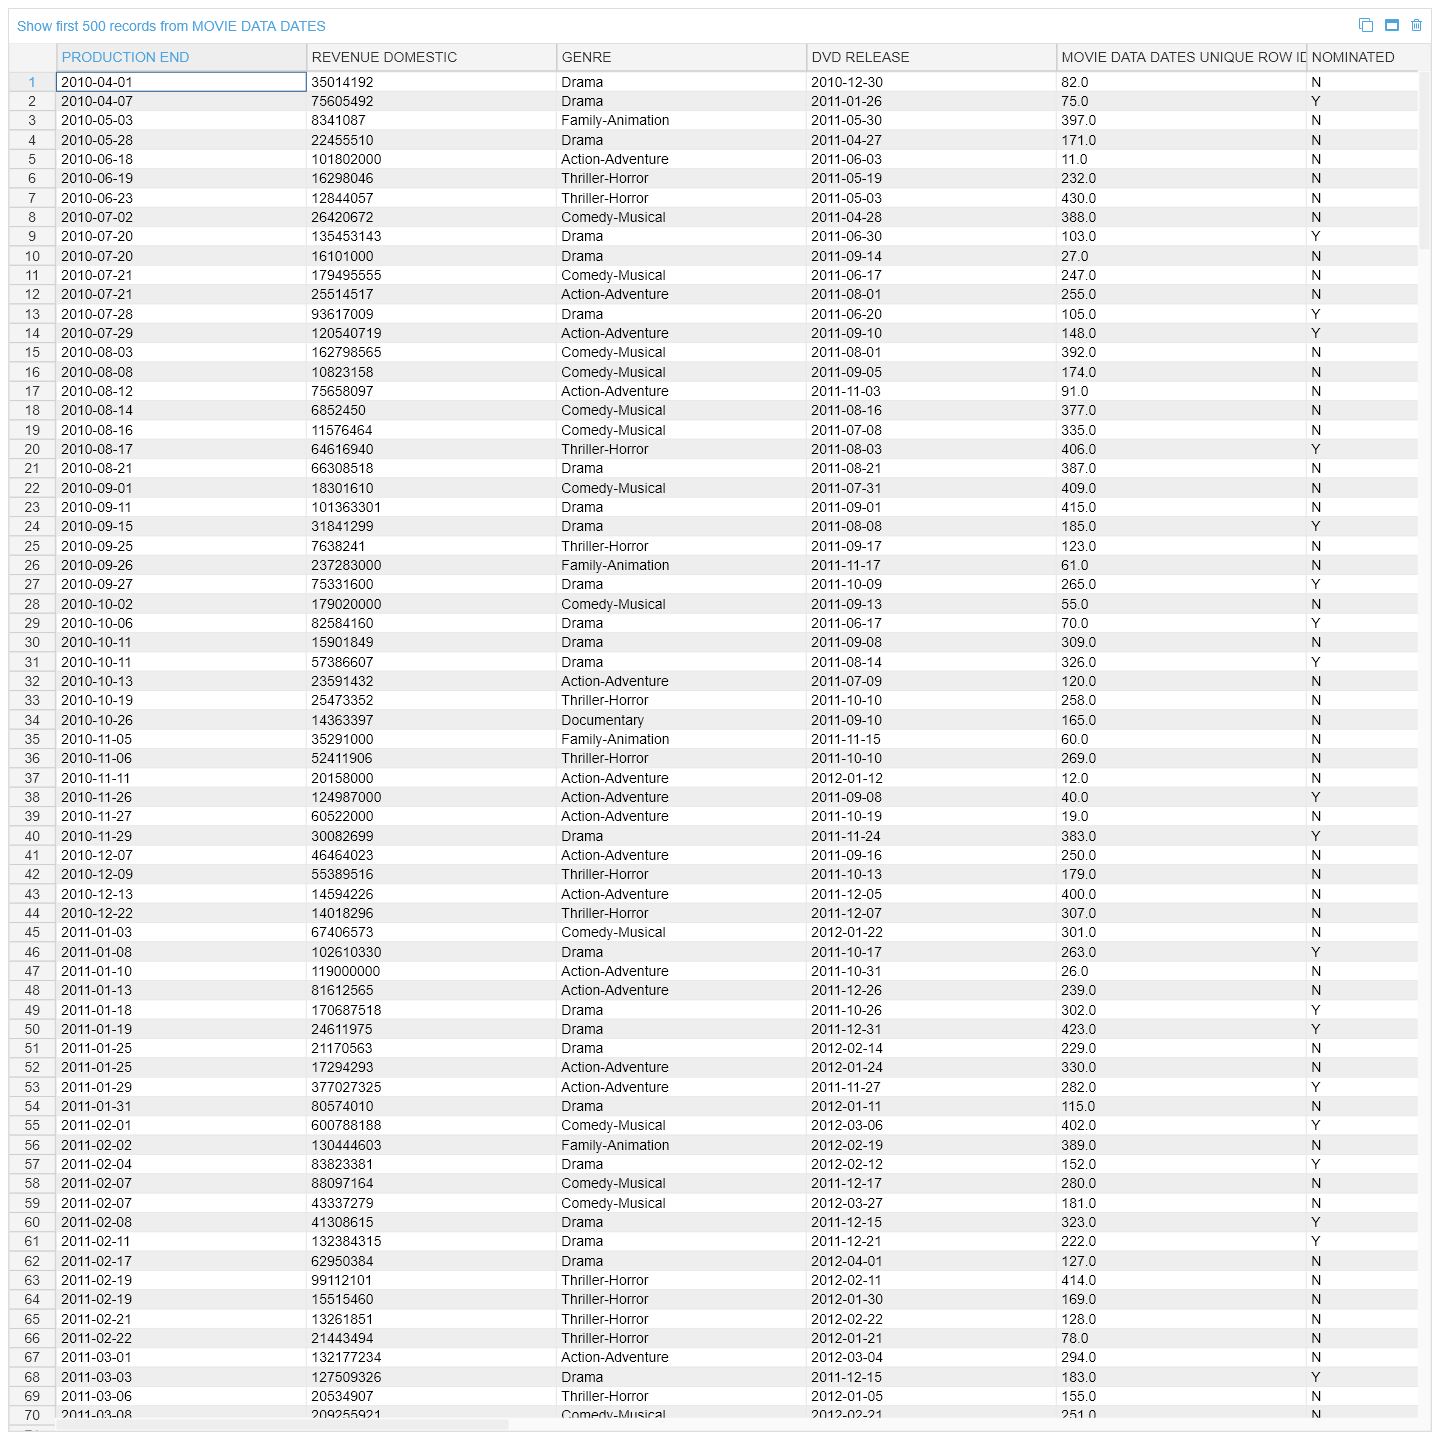 Show first 500 records from MOVIE DATA DATES
PRODUCTION END REVENUE DOMESTIC GENRE DVD RELEASE MOVIE DATA DATES UNIQUE ROW ID NOMINATED
1 2010-04-01 35014192 Drama 2010-12-30 82.0 N
2 2010-04-07 75605492 Drama 2011-01-26 75.0 Y
3 2010-05-03 8341087 Family-Animation 2011-05-30 397.0 N
4 2010-05-28 22455510 Drama 2011-04-27 171.0 N
5 2010-06-18 101802000 Action-Adventure 2011-06-03 11.0 N
6 2010-06-19 16298046 Thriller-Horror 2011-05-19 232.0 N
7 2010-06-23 12844057 Thriller-Horror 2011-05-03 430.0 N
8 2010-07-02 26420672 Comedy-Musical 2011-04-28 388.0 N
9 2010-07-20 135453143 Drama 2011-06-30 103.0 Y
10 2010-07-20 16101000 Drama 2011-09-14 27.0 N
11 2010-07-21 179495555 Comedy-Musical 2011-06-17 247.0 N
12 2010-07-21 25514517 Action-Adventure 2011-08-01 255.0 N
13 2010-07-28 93617009 Drama 2011-06-20 105.0 Y
14 2010-07-29 120540719 Action-Adventure 2011-09-10 148.0 Y
15 2010-08-03 162798565 Comedy-Musical 2011-08-01 392.0 N
16 2010-08-08 10823158 Comedy-Musical 2011-09-05 174.0 N
17 2010-08-12 75658097 Action-Adventure 2011-11-03 91.0 N
18 2010-08-14 6852450 Comedy-Musical 2011-08-16 377.0 N
19 2010-08-16 11576464 Comedy-Musical 2011-07-08 335.0 N
20 2010-08-17 64616940 Thriller-Horror 2011-08-03 406.0 Y
21 2010-08-21 66308518 Drama 2011-08-21 387.0 N
22 2010-09-01 18301610 Comedy-Musical 2011-07-31 409.0 N
23 2010-09-11 101363301 Drama 2011-09-01 415.0 N
24 2010-09-15 31841299 Drama 2011-08-08 185.0 Y
25 2010-09-25 7638241 Thriller-Horror 2011-09-17 123.0 N
26 2010-09-26 237283000 Family-Animation 2011-11-17 61.0 N
27 2010-09-27 75331600 Drama 2011-10-09 265.0 Y
28 2010-10-02 179020000 Comedy-Musical 2011-09-13 55.0 N
29 2010-10-06 82584160 Drama 2011-06-17 70.0 Y
30 2010-10-11 15901849 Drama 2011-09-08 309.0 N
31 2010-10-11 57386607 Drama 2011-08-14 326.0 Y
32 2010-10-13 23591432 Action-Adventure 2011-07-09 120.0 N
33 2010-10-19 25473352 Thriller-Horror 2011-10-10 258.0 N
34 2010-10-26 14363397 Documentary 2011-09-10 165.0 N
35 2010-11-05 35291000 Family-Animation 2011-11-15 60.0 N
36 2010-11-06 52411906 Thriller-Horror 2011-10-10 269.0 N
37 2010-11-11 20158000 Action-Adventure 2012-01-12 12.0 N
38 2010-11-26 124987000 Action-Adventure 2011-09-08 40.0 Y
39 2010-11-27 60522000 Action-Adventure 2011-10-19 19.0 N
40 2010-11-29 30082699 Drama 2011-11-24 383.0 Y
41 2010-12-07 46464023 Action-Adventure 2011-09-16 250.0 N
42 2010-12-09 55389516 Thriller-Horror 2011-10-13 179.0 N
43 2010-12-13 14594226 Action-Adventure 2011-12-05 400.0 N
44 2010-12-22 14018296 Thriller-Horror 2011-12-07 307.0 N
45 2011-01-03 67406573 Comedy-Musical 2012-01-22 301.0 N
46 2011-01-08 102610330 Drama 2011-10-17 263.0 Y
47 2011-01-10 119000000 Action-Adventure 2011-10-31 26.0 N
48 2011-01-13 81612565 Action-Adventure 2011-12-26 239.0 N
49 2011-01-18 170687518 Drama 2011-10-26 302.0 Y
50 2011-01-19 24611975 Drama 2011-12-31 423.0 Y
51 2011-01-25 21170563 Drama 2012-02-14 229.0 N
52 2011-01-25 17294293 Action-Adventure 2012-01-24 330.0 N
53 2011-01-29 377027325 Action-Adventure 2011-11-27 282.0 Y
54 2011-01-31 80574010 Drama 2012-01-11 115.0 N
55 2011-02-01 600788188 Comedy-Musical 2012-03-06 402.0 Y
56 2011-02-02 130444603 Family-Animation 2012-02-19 389.0 N
57 2011-02-04 83823381 Drama 2012-02-12 152.0 Y
58 2011-02-07 88097164 Comedy-Musical 2011-12-17 280.0 N
59 2011-02-07 43337279 Comedy-Musical 2012-03-27 181.0 N
60 2011-02-08 41308615 Drama 2011-12-15 323.0 Y
61 2011-02-11 132384315 Drama 2011-12-21 222.0 Y
62 2011-02-17 62950384 Drama 2012-04-01 127.0 N
63 2011-02-19 99112101 Thriller-Horror 2012-02-11 414.0 N
64 2011-02-19 15515460 Thriller-Horror 2012-01-30 169.0 N
65 2011-02-21 13261851 Thriller-Horror 2012-02-22 128.0 N
66 2011-02-22 21443494 Thriller-Horror 2012-01-21 78.0 N
67 2011-03-01 132177234 Action-Adventure 2012-03-04 294.0 N
68 2011-03-03 127509326 Drama 2011-12-15 183.0 Y
69 2011-03-06 20534907 Thriller-Horror 2012-01-05 155.0 N
70 2011-03-08 209255921 Comedy-Musical 2012-02-21 251.0 N